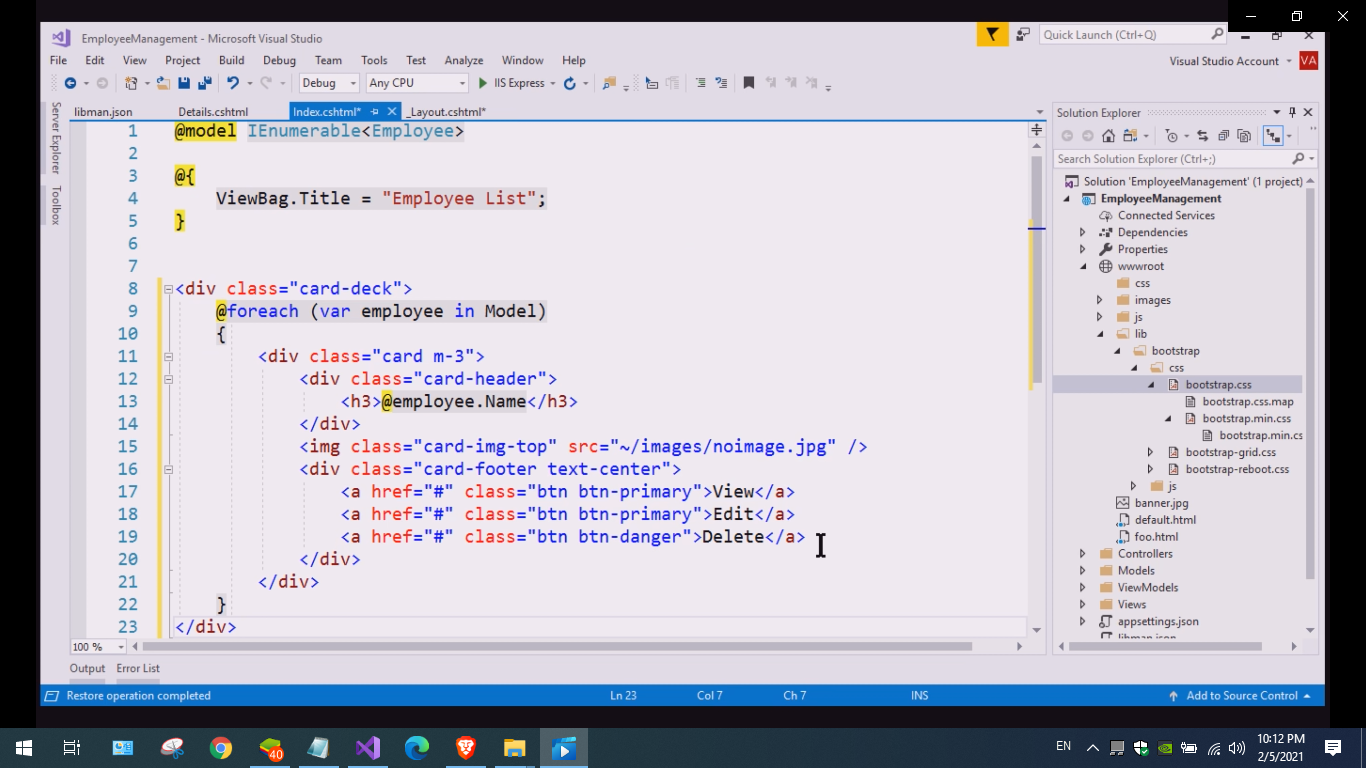 EmployeeManagement - Microsoft Visual Studio
Quick Launch (Ctrl+Q)
File Edit View Project Build Debug Team Tools Test Analyze Window Help
Visual Studio Account VA
Debug Any CPU IIS Express
libman.json Details.cshtml Index.cshtml* _Layout.cshtml*
Server Explorer
Toolbox
1 @model IEnumerable<Employee>
2
3 @{
4 ViewBag.Title = "Employee List";
5 }
6
7
8 <div class="card-deck">
9 @foreach (var employee in Model)
10 {
11 <div class="card m-3">
12 <div class="card-header">
13 <h3>@employee.Name</h3>
14 </div>
15 <img class="card-img-top" src="~/images/noimage.jpg" />
16 <div class="card-footer text-center">
17 <a href="#" class="btn btn-primary">View</a>
18 <a href="#" class="btn btn-primary">Edit</a>
19 <a href="#" class="btn btn-danger">Delete</a>
20 </div>
21 </div>
22 }
23 </div>
100 %
Solution Explorer
Search Solution Explorer (Ctrl+;)
Solution 'EmployeeManagement' (1 project)
EmployeeManagement
Connected Services
Dependencies
Properties
wwwroot
css
images
js
lib
bootstrap
css
bootstrap.css
bootstrap.css.map
bootstrap.min.css
bootstrap.min.cs
bootstrap-grid.css
bootstrap-reboot.css
js
banner.jpg
default.html
foo.html
Controllers
Models
ViewModels
Views
appsettings.json
libman.json
Output Error List
Restore operation completed Ln 23 Col 7 Ch 7 INS Add to Source Control
40
EN
10:12 PM
2/5/2021